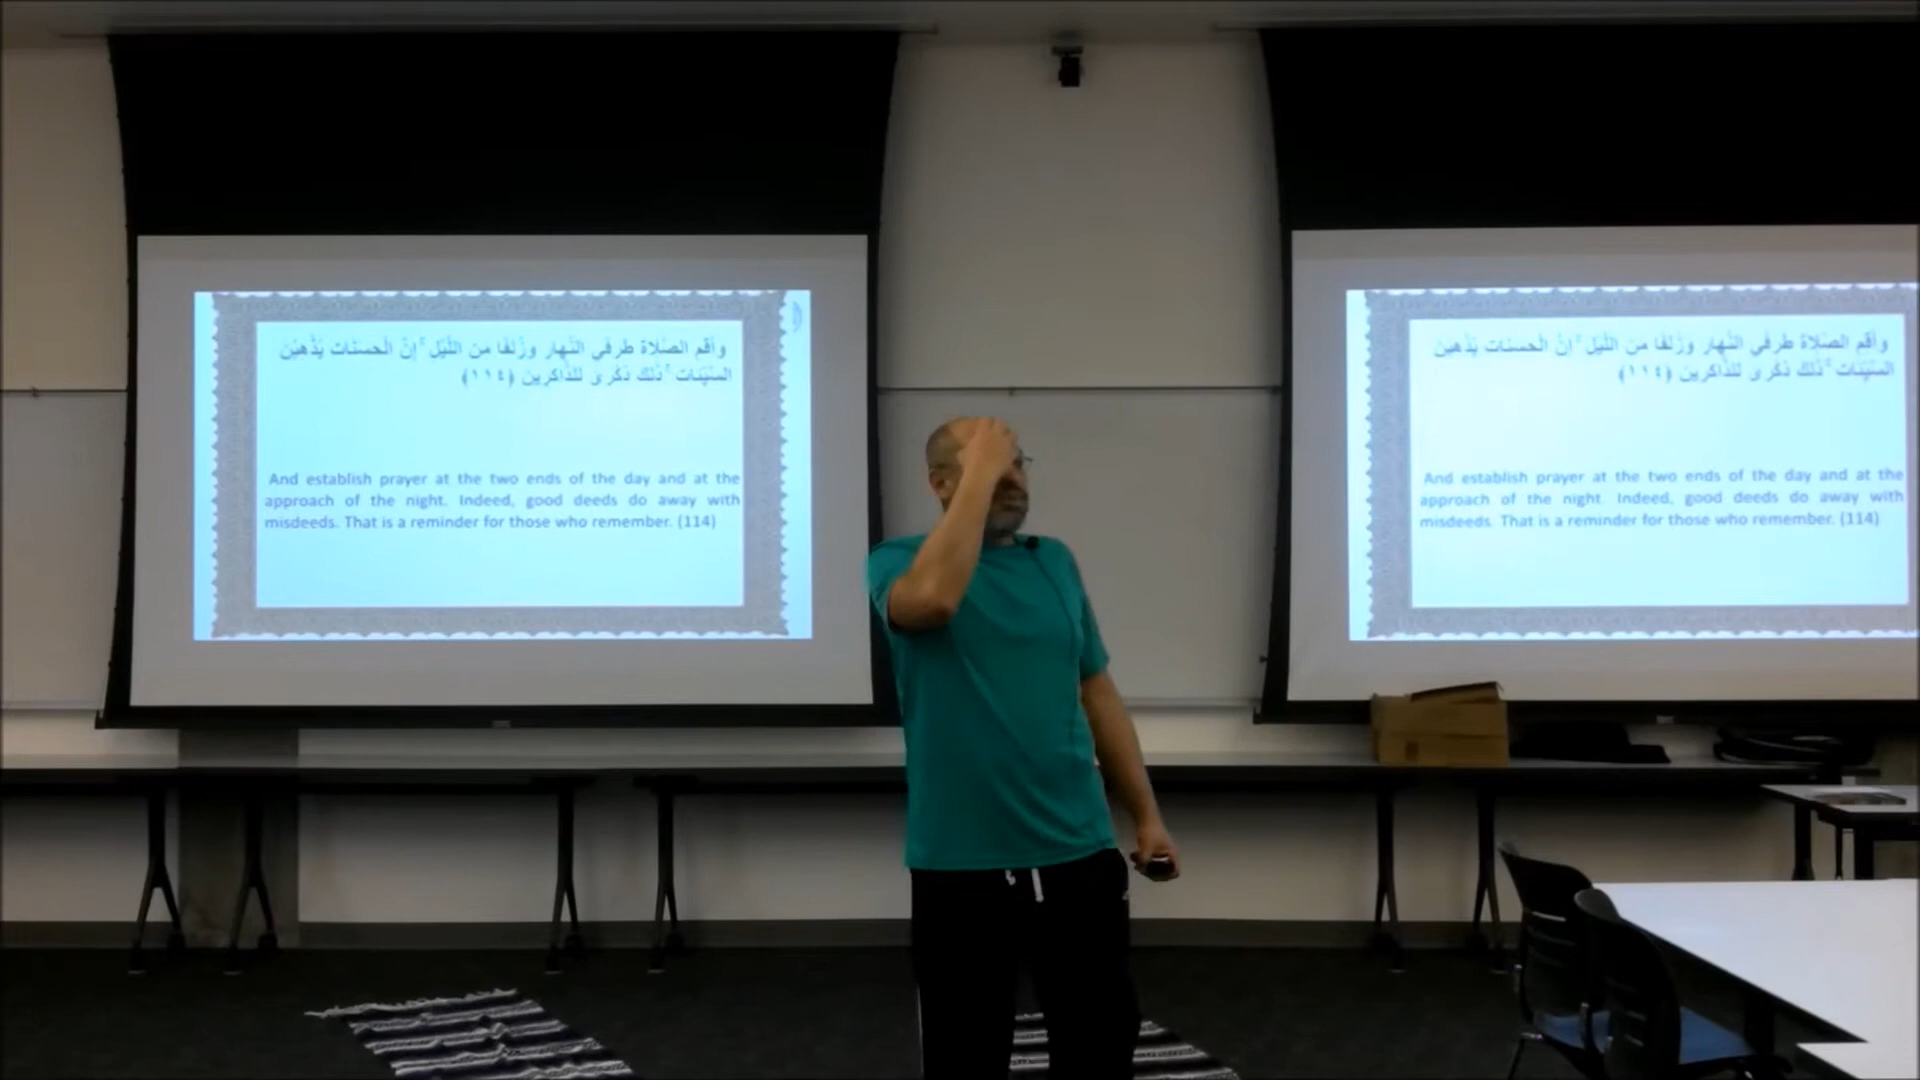 وأقم الصلاة طرفي النهار وزلفا من الليل ۚ إن الحسنات يذهبن
السيئات ۚ ذلك ذكرى للذاكرين (١١٤)
And establish prayer at the two ends of the day and at the
approach of the night. Indeed, good deeds do away with
misdeeds. That is a reminder for those who remember. (114)
وأقم الصلاة طرفي النهار وزلفا من الليل ۚ إن الحسنات يذهبن
السيئات ۚ ذلك ذكرى للذاكرين (١١٤)
And establish prayer at the two ends of the day and at the
approach of the night. Indeed, good deeds do away with
misdeeds. That is a reminder for those who remember. (114)